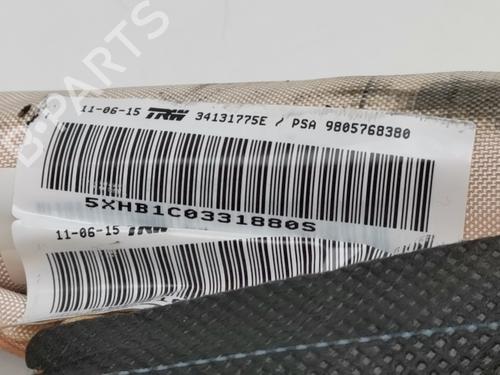 11-06-15 TRW 34131775E / PSA 9805768380
5XHB1C0331880S
11-06-15 TRW
B-PARTS